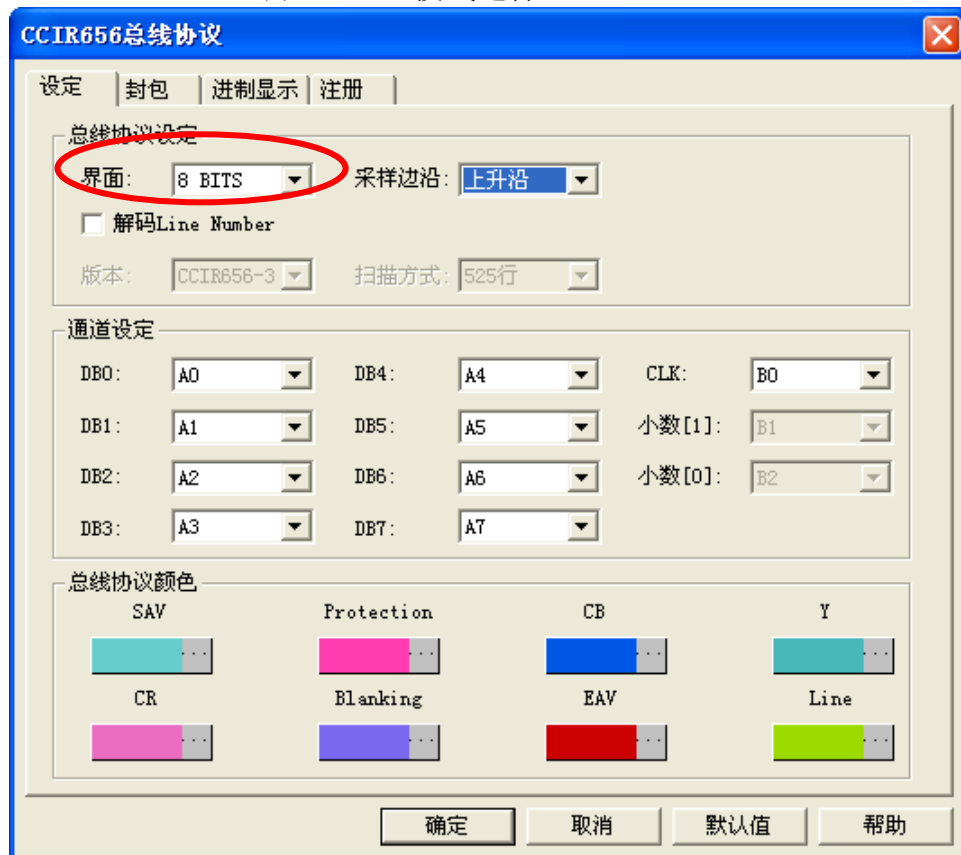 CCIR656总线协议
设定 封包 进制显示 注册
总线协议设定
界面: 8 BITS 采样边沿: 上升沿
解码Line Number
版本: CCIR656-3 扫描方式: 525行
通道设定
DB0: A0 DB4: A4 CLK: B0
DB1: A1 DB5: A5 小数[1]: B1
DB2: A2 DB6: A6 小数[0]: B2
DB3: A3 DB7: A7
总线协议颜色
SAV Protection CB Y
... ... ... ...
CR Blanking EAV Line
... ... ... ...
确定 取消 默认值 帮助